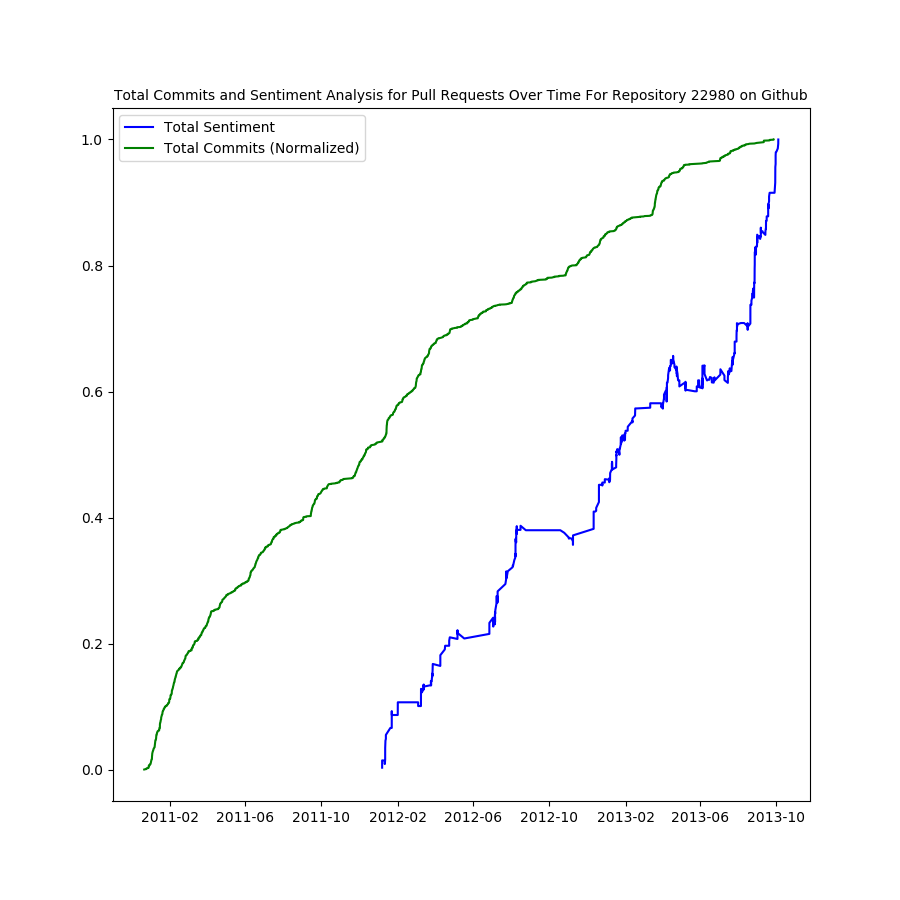 Total Commits and Sentiment Analysis for Pull Requests Over Time For Repository 22980 on Github
Total Sentiment
Total Commits (Normalized)
1.0
0.8
0.6
0.4
0.2
0.0
2011-02 2011-06 2011-10 2012-02 2012-06 2012-10 2013-02 2013-06 2013-10